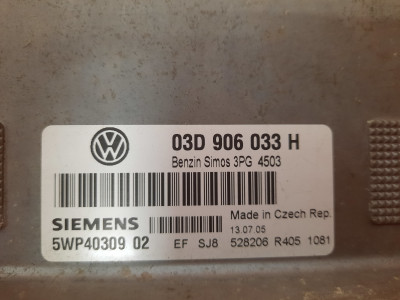 03D 906 033 H
Benzin Simos 3PG 4503
SIEMENS
Made in Czech Rep.
13.07.05
5WP40309 02
EF SJ8 528206 R405 1081